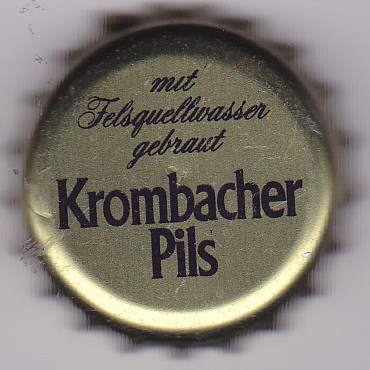 mit
Felsquellwasser
gebraut
Krombacher
Pils